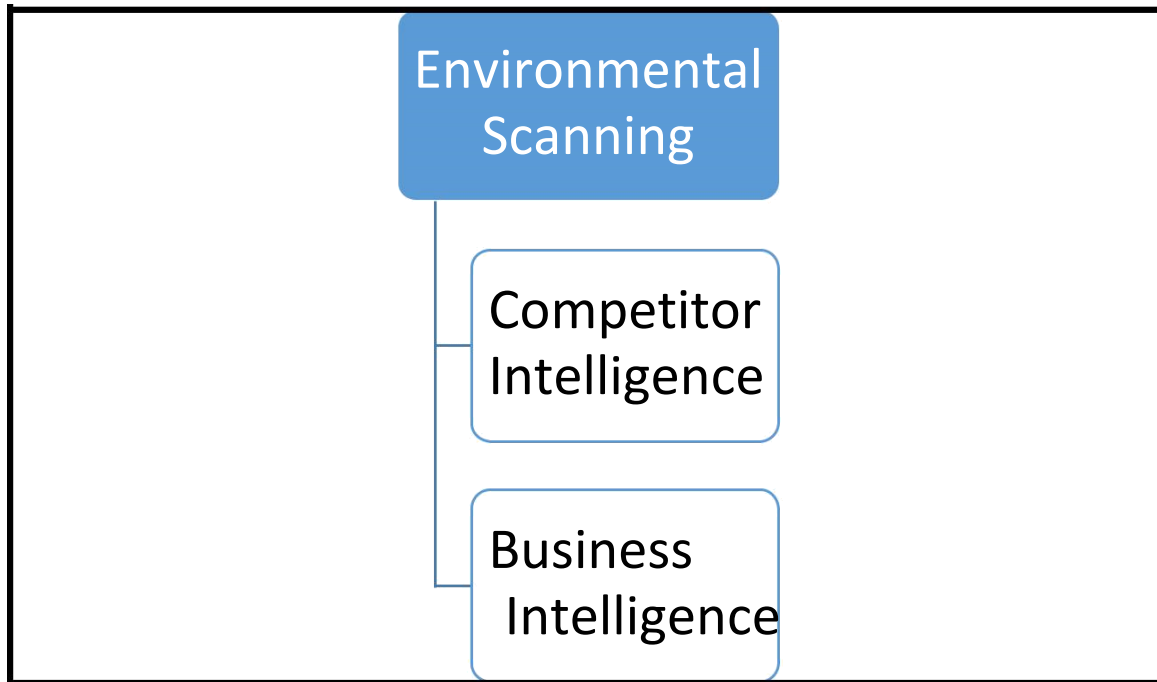 Environmental
Scanning
Competitor
Intelligence
Business
Intelligence